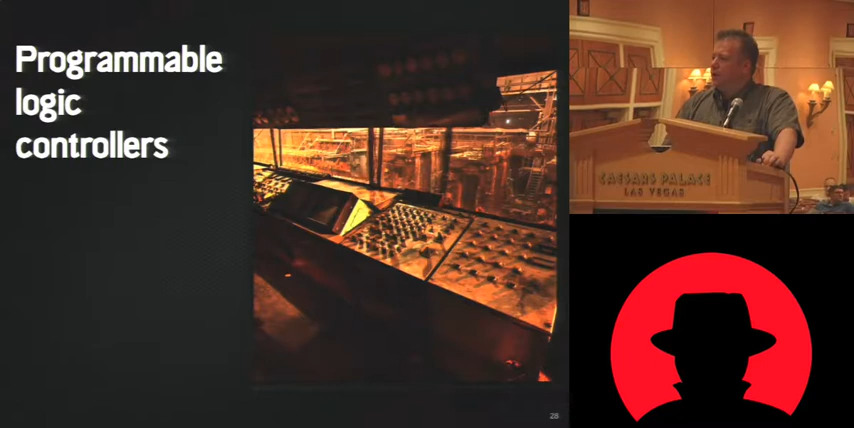 Programmable
logic
controllers
CAESARS PALACE
LAS VEGAS
28